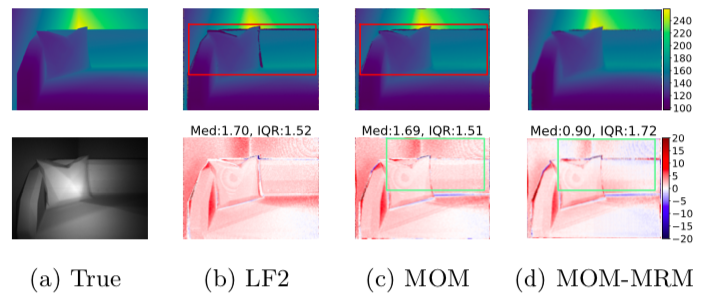 240
220
200
180
160
140
120
100
Med:1.70, IQR:1.52
Med:1.69, IQR:1.51
Med:0.90, IQR:1.72
20
15
10
5
0
−5
−10
−15
−20
(a) True
(b) LF2
(c) MOM
(d) MOM-MRM